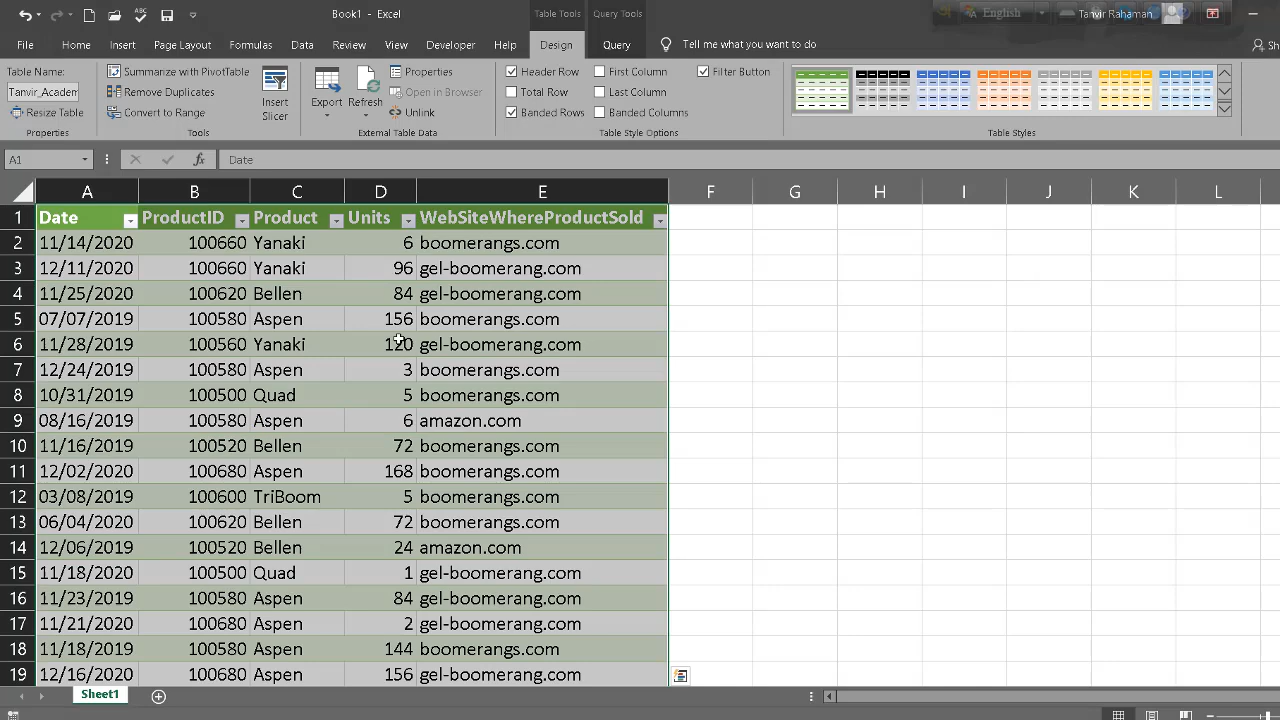 Book1 - Excel
Table Tools
Query Tools
English
Tanvir Rahaman
File Home Insert Page Layout Formulas Data Review View Developer Help Design Query Tell me what you want to do
Table Name:
Tanvir_Academ
Resize Table
Properties
Summarize with PivotTable
Remove Duplicates
Convert to Range
Tools
Insert
Slicer
Export
Refresh
Properties
Open in Browser
Unlink
External Table Data
Header Row First Column Filter Button
Total Row Last Column
Banded Rows Banded Columns
Table Style Options
Table Styles
A1 fx Date
A B C D E F G H I J K L
1 Date ProductID Product Units WebSiteWhereProductSold
2 11/14/2020 100660 Yanaki 6 boomerangs.com
3 12/11/2020 100660 Yanaki 96 gel-boomerang.com
4 11/25/2020 100620 Bellen 84 gel-boomerang.com
5 07/07/2019 100580 Aspen 156 boomerangs.com
6 11/28/2019 100560 Yanaki 120 gel-boomerang.com
7 12/24/2019 100580 Aspen 3 boomerangs.com
8 10/31/2019 100500 Quad 5 boomerangs.com
9 08/16/2019 100580 Aspen 6 amazon.com
10 11/16/2019 100520 Bellen 72 boomerangs.com
11 12/02/2020 100680 Aspen 168 boomerangs.com
12 03/08/2019 100600 TriBoom 5 boomerangs.com
13 06/04/2020 100620 Bellen 72 boomerangs.com
14 12/06/2019 100520 Bellen 24 amazon.com
15 11/18/2020 100500 Quad 1 gel-boomerang.com
16 11/23/2019 100580 Aspen 84 gel-boomerang.com
17 11/21/2020 100680 Aspen 2 gel-boomerang.com
18 11/18/2019 100580 Aspen 144 boomerangs.com
19 12/16/2020 100680 Aspen 156 gel-boomerang.com
Sheet1